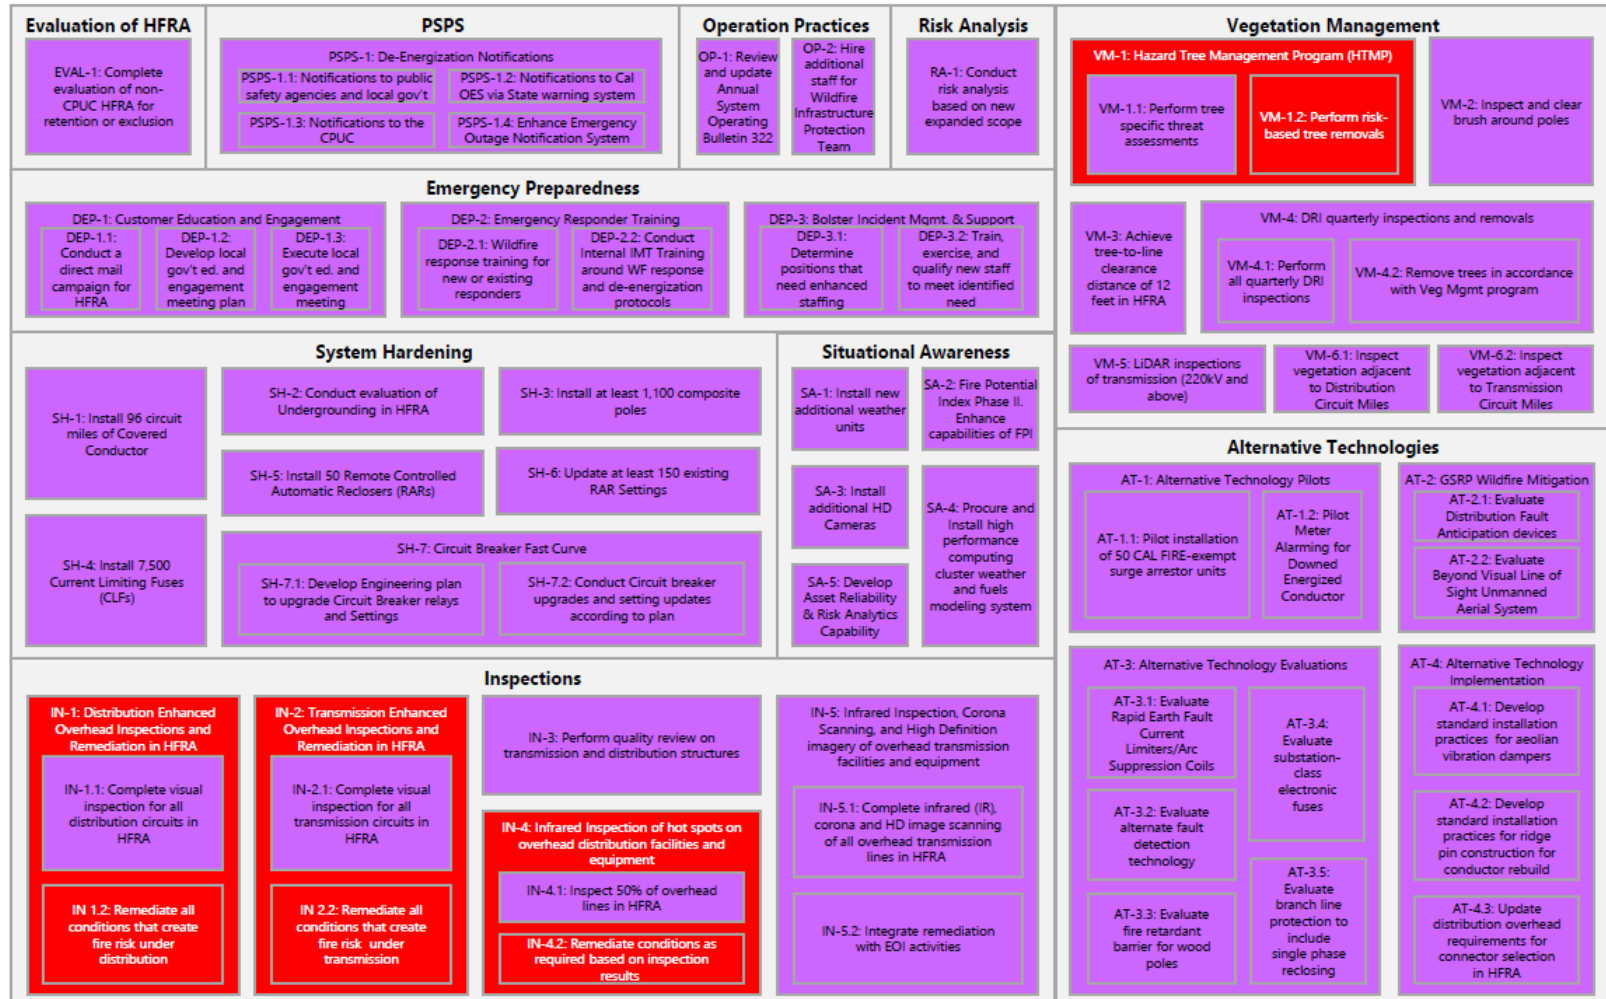 Evaluation of HFRA
EVAL-1: Complete
evaluation of non-
CPUC HFRA for
retention or exclusion
PSPS
PSPS-1: De-Energization Notifications
PSPS-1.1: Notifications to public
safety agencies and local gov't
PSPS-1.2: Notifications to Cal
OES via State warning system
PSPS-1.3: Notifications to the
CPUC
PSPS-1.4: Enhance Emergency
Outage Notification System
Operation Practices
OP-1: Review
and update
Annual
System
Operating
Bulletin 322
OP-2: Hire
additional
staff for
Wildfire
Infrastructure
Protection
Team
Risk Analysis
RA-1: Conduct
risk analysis
based on new
expanded scope
Vegetation Management
VM-1: Hazard Tree Management Program (HTMP)
VM-1.1: Perform tree
specific threat
assessments
VM-1.2: Perform risk-
based tree removals
VM-2: Inspect and clear
brush around poles
VM-3: Achieve
tree-to-line
clearance
distance of 12
feet in HFRA
VM-4: DRI quarterly inspections and removals
VM-4.1: Perform
all quarterly DRI
inspections
VM-4.2: Remove trees in accordance
with Veg Mgmt program
VM-5: LiDAR inspections
of transmission (220kV and
above)
VM-6.1: Inspect
vegetation adjacent
to Distribution
Circuit Miles
VM-6.2: Inspect
vegetation adjacent
to Transmission
Circuit Miles
Emergency Preparedness
DEP-1: Customer Education and Engagement
DEP-1.1:
Conduct a
direct mail
campaign for
HFRA
DEP-1.2:
Develop local
gov't ed. and
engagement
meeting plan
DEP-1.3:
Execute local
gov't ed. and
engagement
meeting
DEP-2: Emergency Responder Training
DEP-2.1: Wildfire
response training for
new or existing
responders
DEP-2.2: Conduct
Internal IMT Training
around WF response
and de-energization
protocols
DEP-3: Bolster Incident Mgmt. & Support
DEP-3.1:
Determine
positions that
need enhanced
staffing
DEP-3.2: Train,
exercise, and
qualify new staff
to meet identified
need
System Hardening
SH-1: Install 96 circuit
miles of Covered
Conductor
SH-2: Conduct evaluation of
Undergrounding in HFRA
SH-3: Install at least 1,100 composite
poles
SH-4: Install 7,500
Current Limiting Fuses
(CLFs)
SH-5: Install 50 Remote Controlled
Automatic Reclosers (RARs)
SH-6: Update at least 150 existing
RAR Settings
SH-7: Circuit Breaker Fast Curve
SH-7.1: Develop Engineering plan
to upgrade Circuit Breaker relays
and Settings
SH-7.2: Conduct Circuit breaker
upgrades and setting updates
according to plan
Situational Awareness
SA-1: Install new
additional weather
units
SA-2: Fire Potential
Index Phase II.
Enhance
capabilities of FPI
SA-3: Install
additional HD
Cameras
SA-4: Procure and
Install high
performance
computing
cluster weather
and fuels
modeling system
SA-5: Develop
Asset Reliability
& Risk Analytics
Capability
Alternative Technologies
AT-1: Alternative Technology Pilots
AT-1.1: Pilot installation
of 50 CAL FIRE-exempt
surge arrestor units
AT-1.2: Pilot
Meter
Alarming for
Downed
Energized
Conductor
AT-2: GSRP Wildfire Mitigation
AT-2.1: Evaluate
Distribution Fault
Anticipation devices
AT-2.2: Evaluate
Beyond Visual Line of
Sight Unmanned
Aerial System
AT-3: Alternative Technology Evaluations
AT-3.1: Evaluate
Rapid Earth Fault
Current
Limiters/Arc
Suppression Coils
AT-3.2: Evaluate
alternate fault
detection
technology
AT-3.3: Evaluate
fire retardant
barrier for wood
poles
AT-3.4:
Evaluate
substation-
class
electronic
fuses
AT-3.5:
Evaluate
branch line
protection to
include
single phase
reclosing
AT-4: Alternative Technology
Implementation
AT-4.1: Develop
standard installation
practices for aeolian
vibration dampers
AT-4.2: Develop
standard installation
practices for ridge
pin construction for
conductor rebuild
AT-4.3: Update
distribution overhead
requirements for
connector selection
in HFRA
Inspections
IN-1: Distribution Enhanced
Overhead Inspections and
Remediation in HFRA
IN-1.1: Complete visual
inspection for all
distribution circuits in
HFRA
IN 1.2: Remediate all
conditions that create
fire risk under
distribution
IN-2: Transmission Enhanced
Overhead Inspections and
Remediation in HFRA
IN-2.1: Complete visual
inspection for all
transmission circuits in
HFRA
IN 2.2: Remediate all
conditions that create
fire risk under
transmission
IN-3: Perform quality review on
transmission and distribution structures
IN-4: Infrared Inspection of hot spots on
overhead distribution facilities and
equipment
IN-4.1: Inspect 50% of overhead
lines in HFRA
IN-4.2: Remediate conditions as
required based on inspection
results
IN-5: Infrared Inspection, Corona
Scanning, and High Definition
imagery of overhead transmission
facilities and equipment
IN-5.1: Complete infrared (IR),
corona and HD image scanning
of all overhead transmission
lines in HFRA
IN-5.2: Integrate remediation
with EOI activities